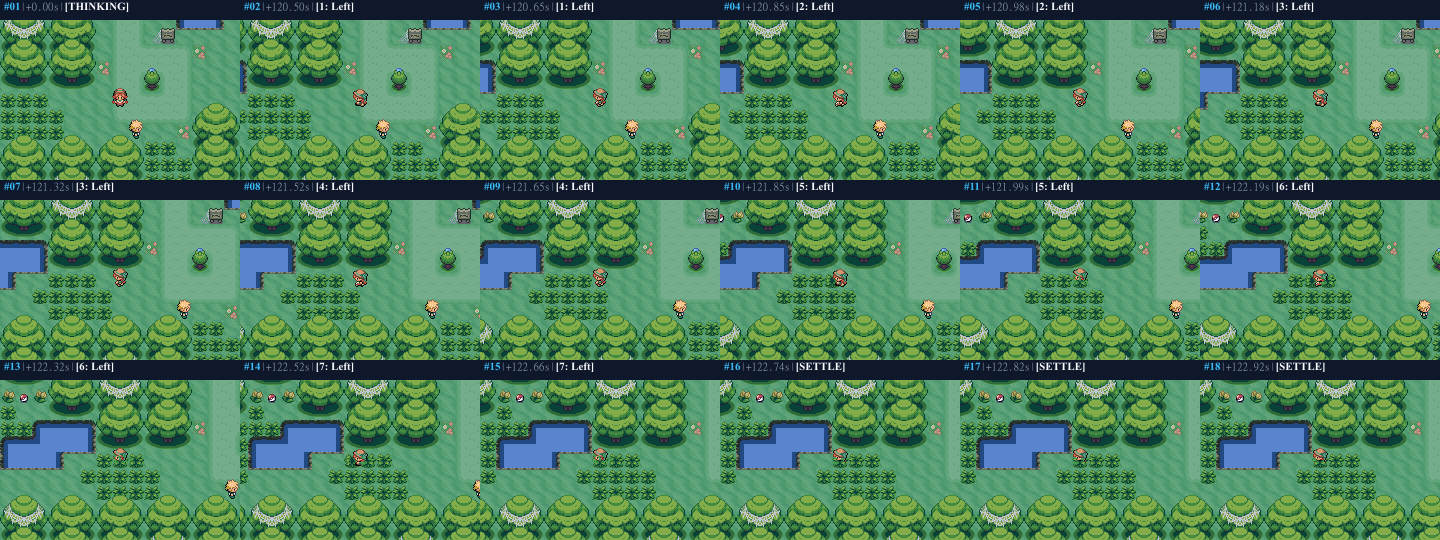 #01|+0.00s|[THINKING]
#02|+120.50s|[1: Left]
#03|+120.65s|[1: Left]
#04|+120.85s|[2: Left]
#05|+120.98s|[2: Left]
#06|+121.18s|[3: Left]
#07|+121.32s|[3: Left]
#08|+121.52s|[4: Left]
#09|+121.65s|[4: Left]
#10|+121.85s|[5: Left]
#11|+121.99s|[5: Left]
#12|+122.19s|[6: Left]
#13|+122.32s|[6: Left]
#14|+122.52s|[7: Left]
#15|+122.66s|[7: Left]
#16|+122.74s|[SETTLE]
#17|+122.82s|[SETTLE]
#18|+122.92s|[SETTLE]